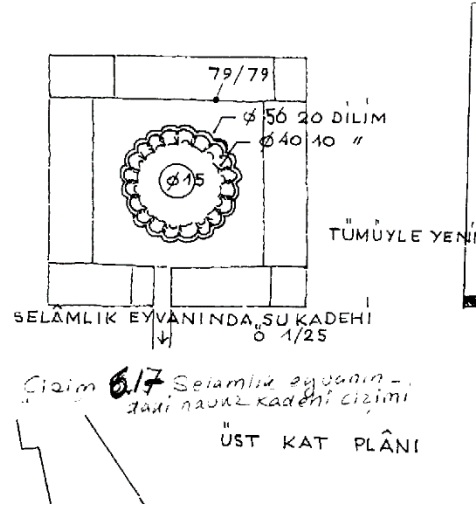 79/79
Ø 56 20 DİLİM
Ø 40 10 "
Ø15
TÜMÜYLE YENİ
SELÂMLIK EYVANINDA SU KADEHİ
Ö 1/25
Çizim 6.17 Selamlık eyvanın-
daki havuz kadehi çizimi
ÜST KAT PLÂNI